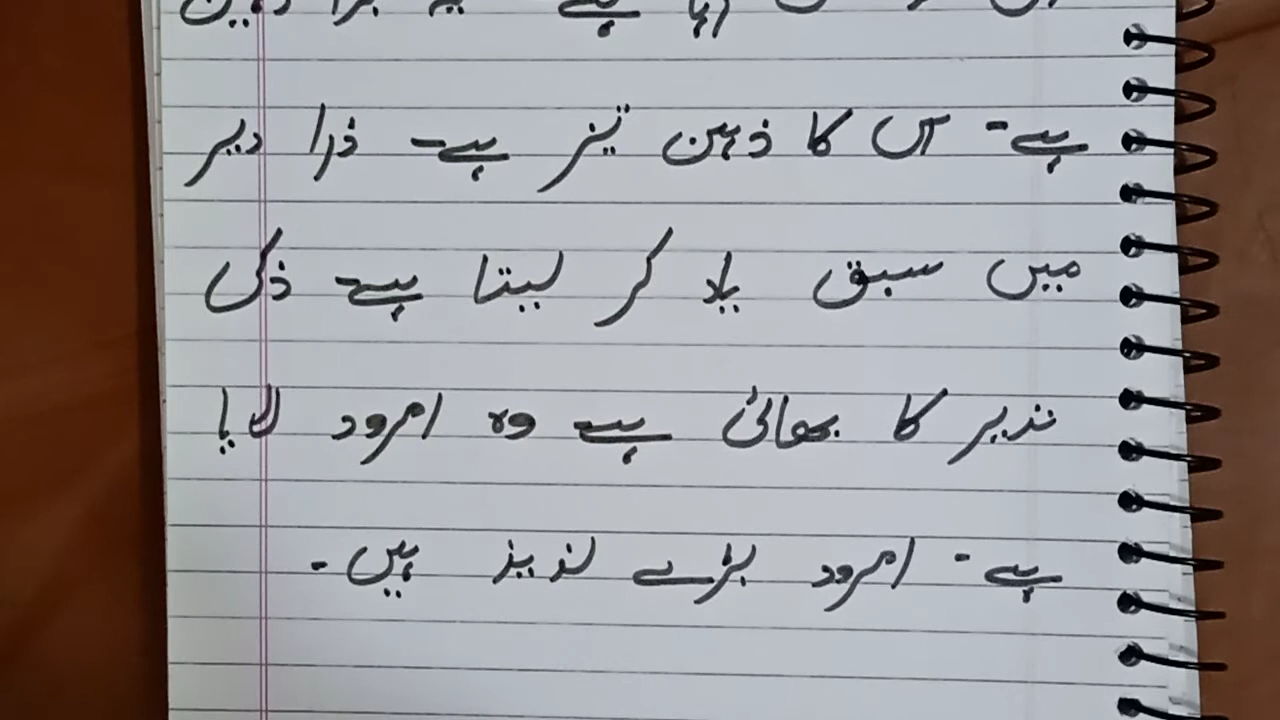 ہے۔ اس کا ذہن تیز ہے۔ ذرا دیر
میں سبق یاد کر لیتا ہے۔ ذکی
نذیر کا بھائی ہے وہ امرود لایا
ہے۔ امرود بڑے لذیذ ہیں۔